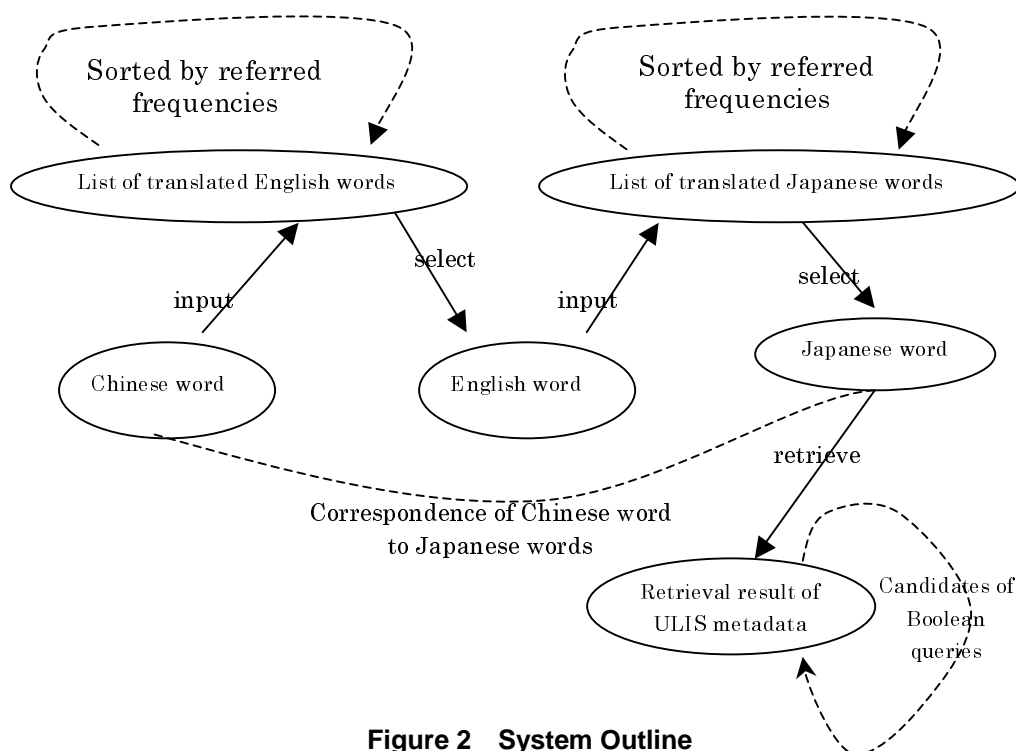 Sorted by referred
frequencies
Sorted by referred
frequencies
List of translated English words
List of translated Japanese words
input
select
input
select
Chinese word
English word
Japanese word
retrieve
Correspondence of Chinese word
to Japanese words
Retrieval result of
ULIS metadata
Candidates of
Boolean
queries
Figure 2 System Outline